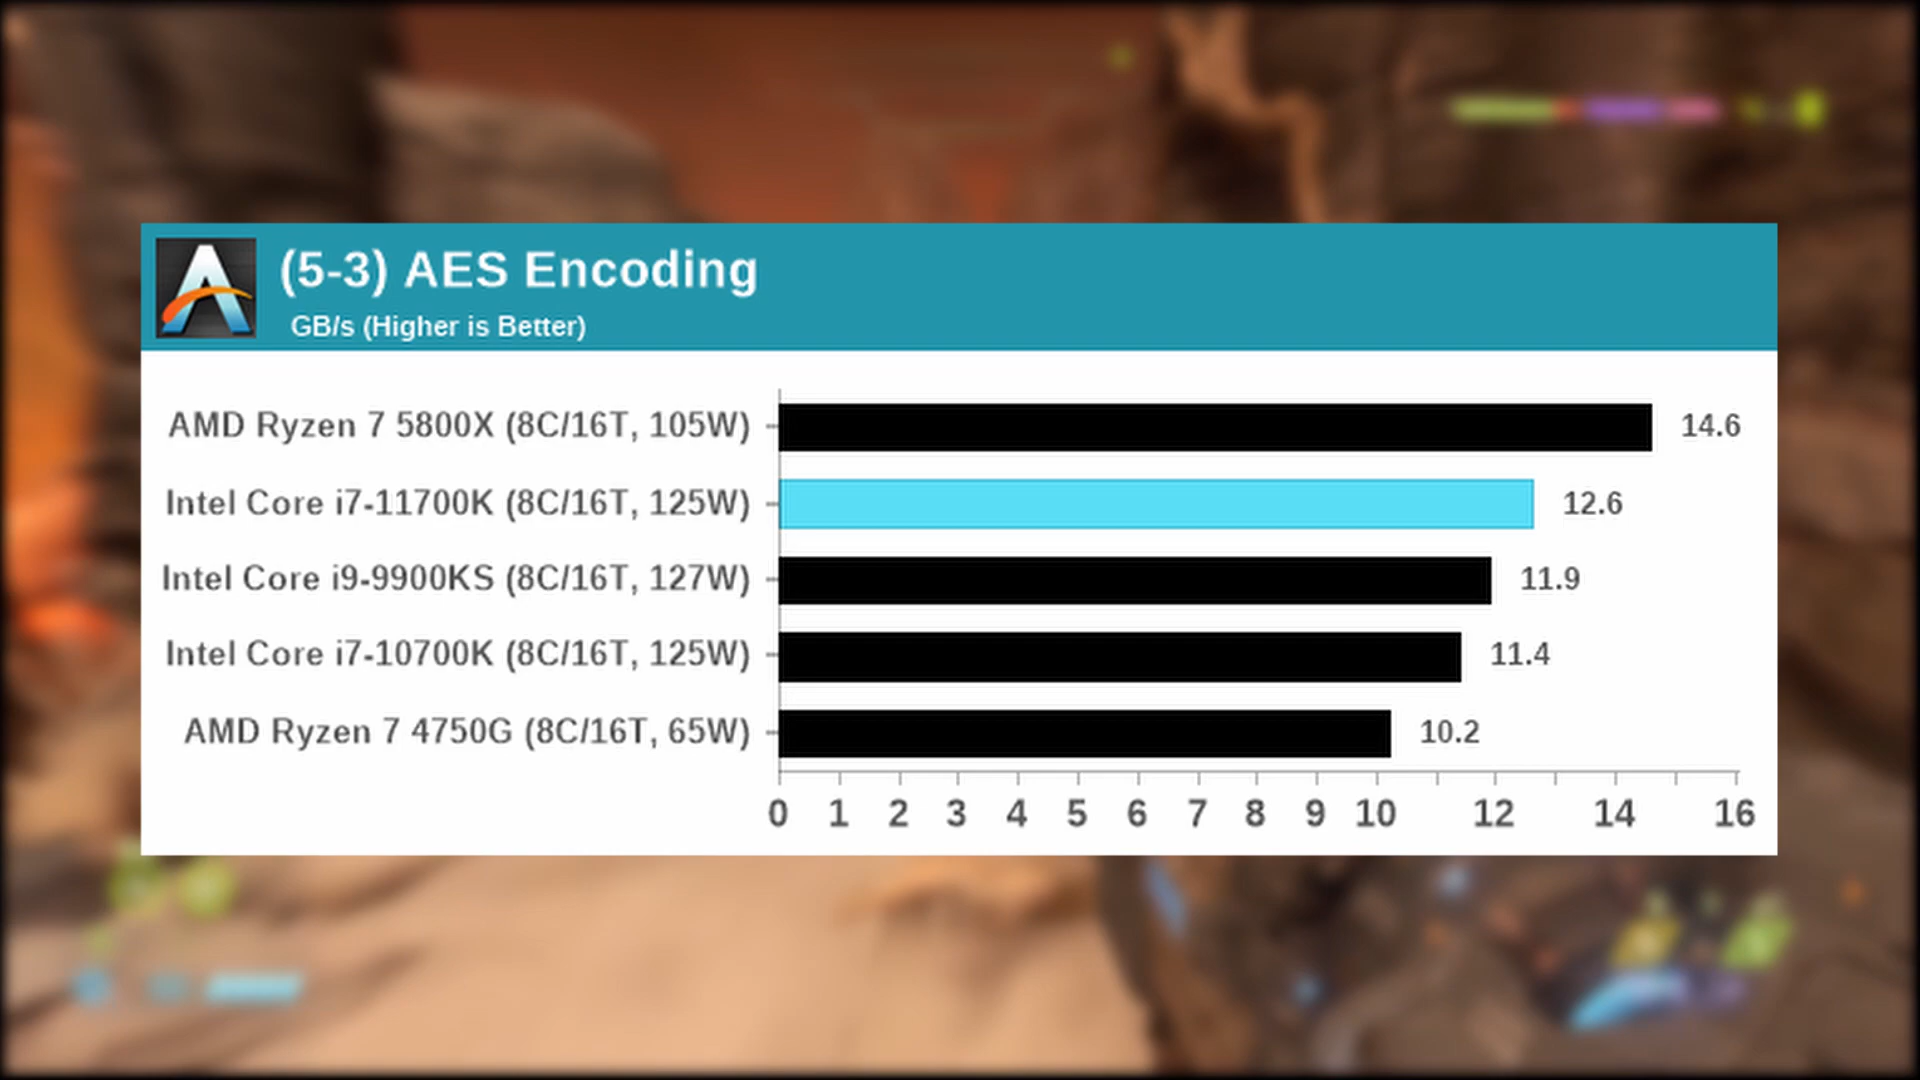 (5-3) AES Encoding
GB/s (Higher is Better)
AMD Ryzen 7 5800X (8C/16T, 105W) 14.6
Intel Core i7-11700K (8C/16T, 125W) 12.6
Intel Core i9-9900KS (8C/16T, 127W) 11.9
Intel Core i7-10700K (8C/16T, 125W) 11.4
AMD Ryzen 7 4750G (8C/16T, 65W) 10.2
0 1 2 3 4 5 6 7 8 9 10 12 14 16